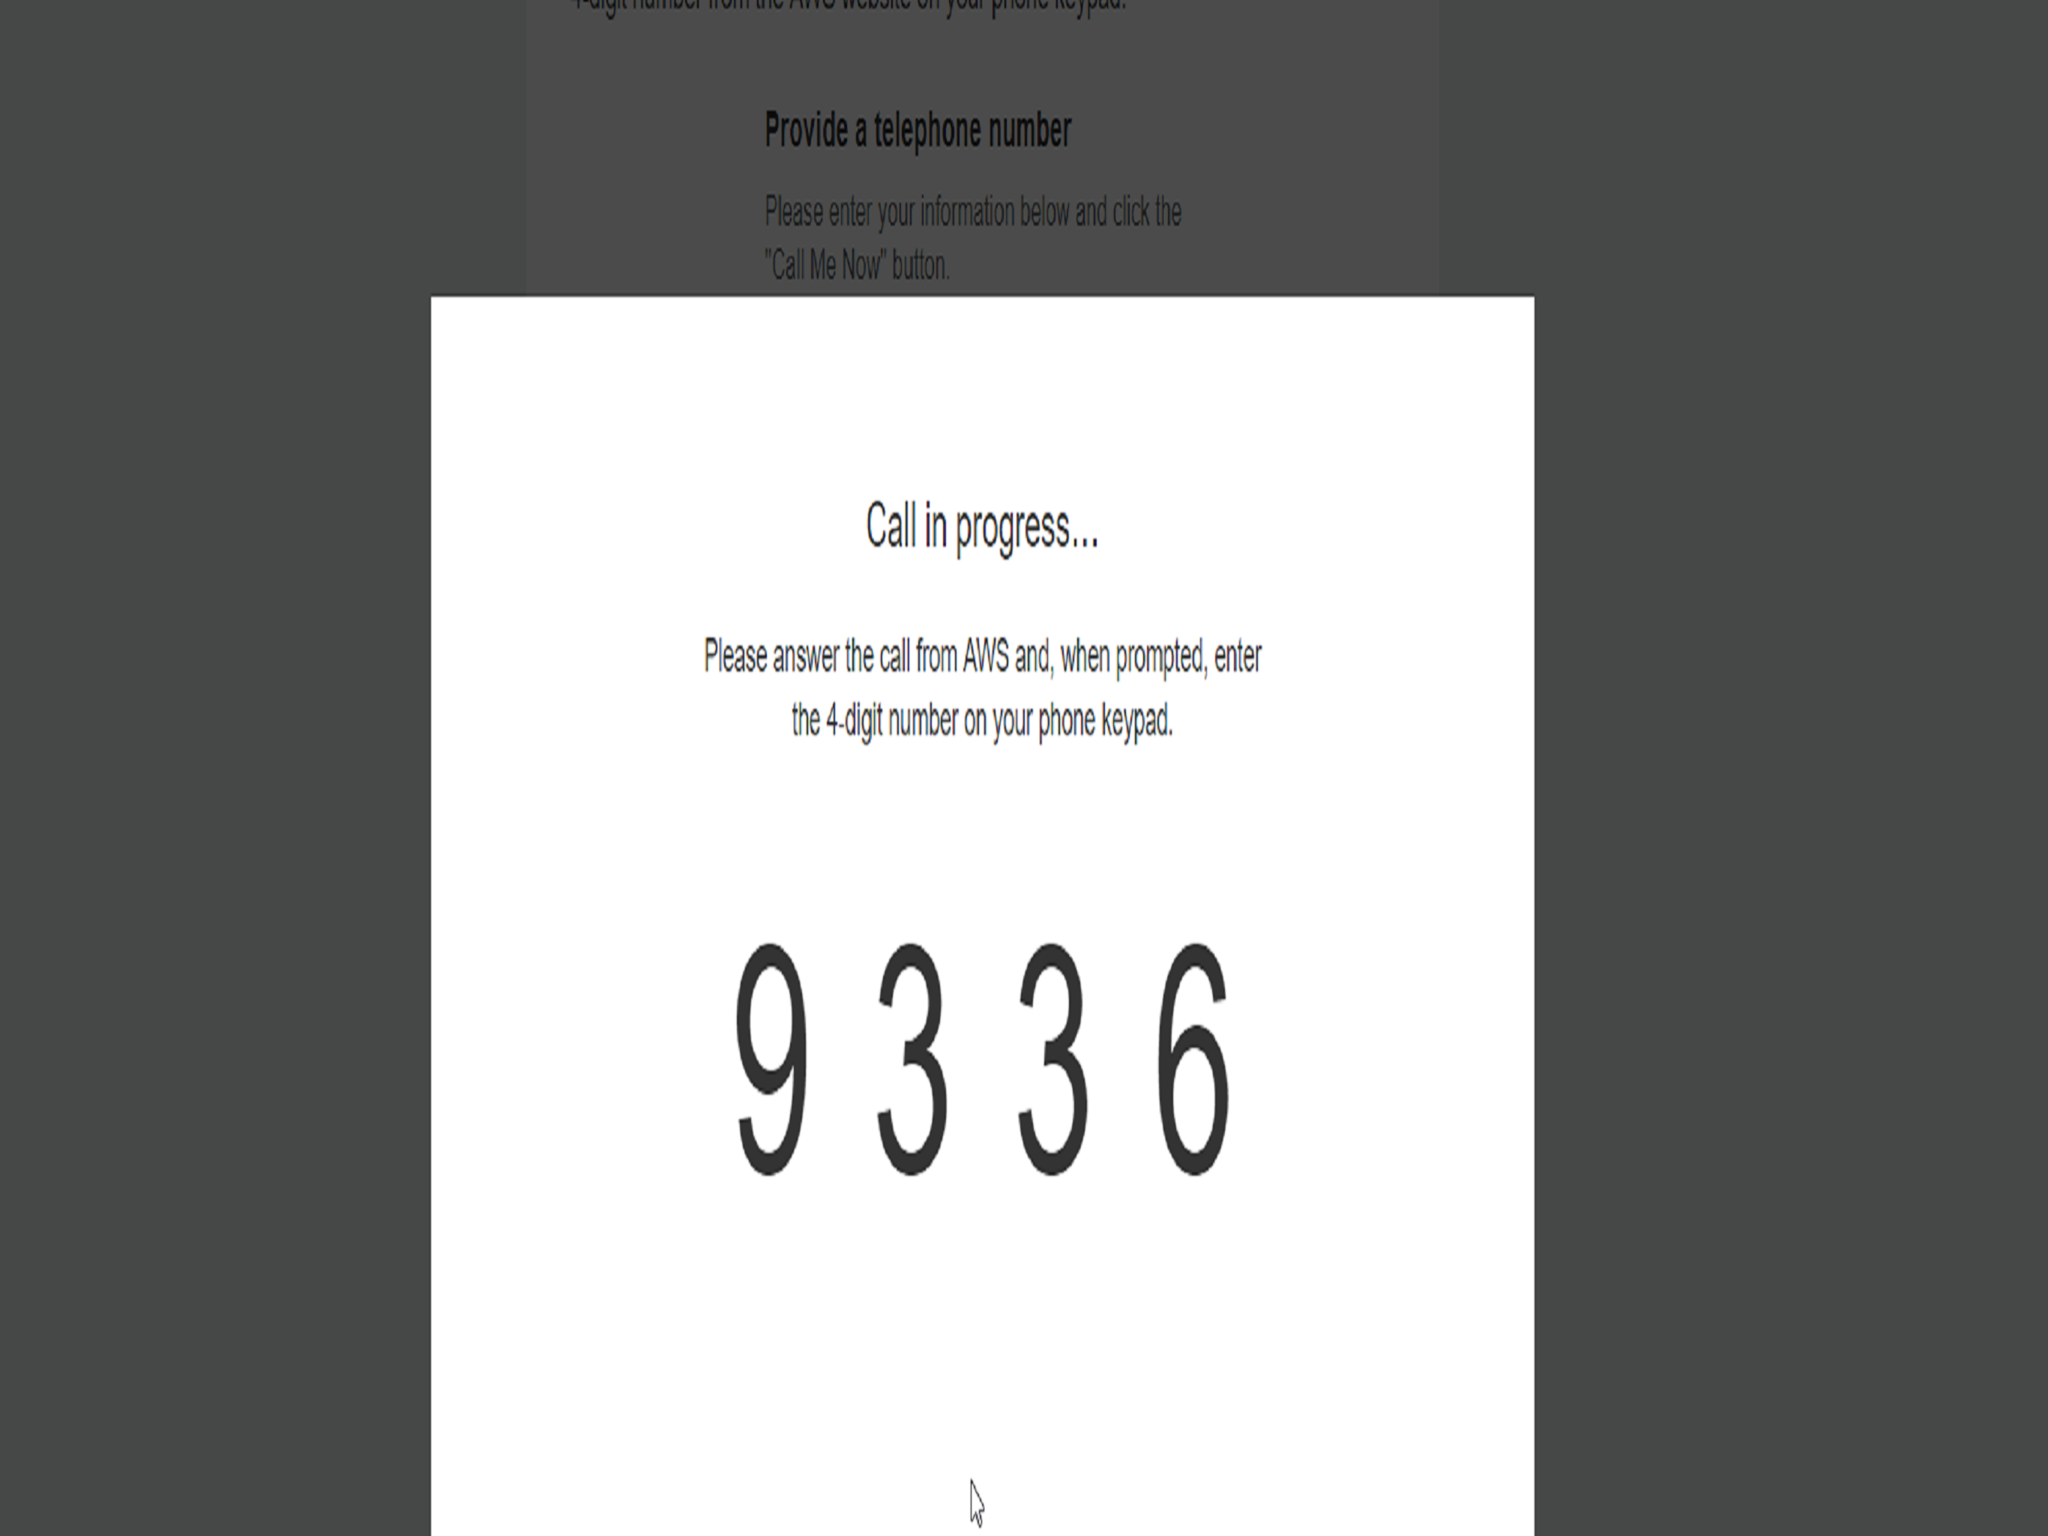 4-digit number from the AWS website on your phone keypad.
Provide a telephone number
Please enter your information below and click the
"Call Me Now" button.
Call in progress...
Please answer the call from AWS and, when prompted, enter
the 4-digit number on your phone keypad.
9 3 3 6